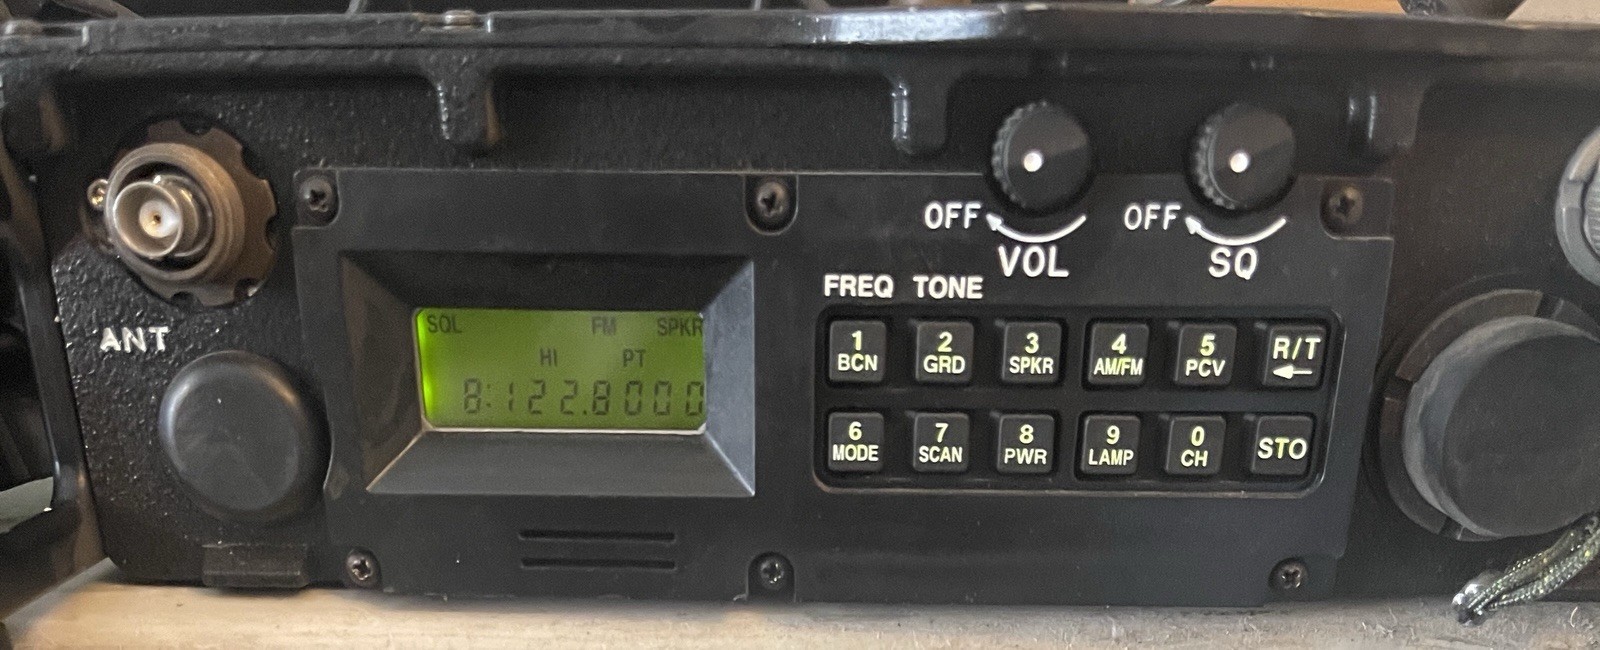 ANT
SQL FM SPKR
HI PT
8:122.8000
OFF VOL
OFF SQ
FREQ TONE
1 2 3 4 5 R/T
BCN GRD SPKR AM/FM PCV
6 7 8 9 0 STO
MODE SCAN PWR LAMP CH